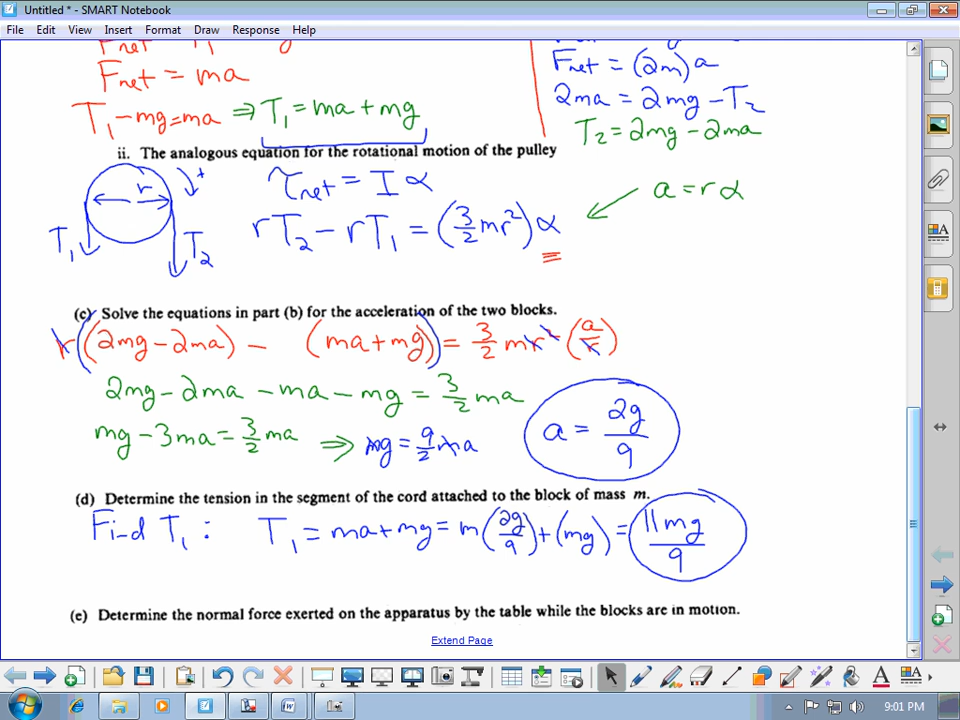 Untitled * - SMART Notebook
File Edit View Insert Format Draw Response Help
Fnet = ma
T₁ - mg = ma ⇒ T₁ = ma + mg
Fnet = (2m) a
2ma = 2mg - T₂
T₂ = 2mg - 2ma
ii. The analogous equation for the rotational motion of the pulley
r
+
T₁
T₂
τnet = I α
a = r α
rT₂ - rT₁ = (3/2 mr²) α
(c) Solve the equations in part (b) for the acceleration of the two blocks.
r((2mg - 2ma) - (ma + mg)) = 3/2 mr² (a/r)
2mg - 2ma - ma - mg = 3/2 ma
mg - 3ma = 3/2 ma ⇒ mg = 9/2 ma
a = 2g/9
(d) Determine the tension in the segment of the cord attached to the block of mass m.
Find T₁ : T₁ = ma + mg = m(2g/9) + (mg) = 11mg/9
(e) Determine the normal force exerted on the apparatus by the table while the blocks are in motion.
Extend Page
9:01 PM